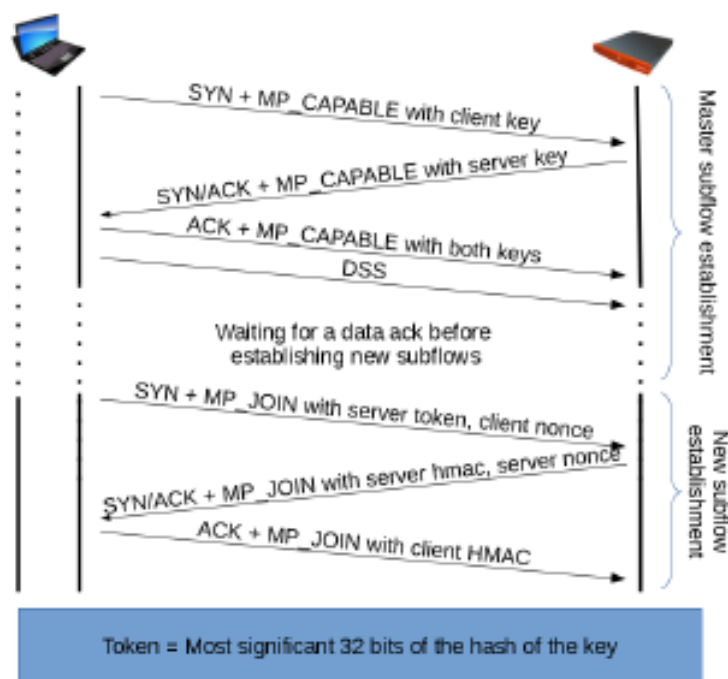 SYN + MP_CAPABLE with client key
SYN/ACK + MP_CAPABLE with server key
ACK + MP_CAPABLE with both keys
DSS
Waiting for a data ack before
establishing new subflows
Master subflow establishment
SYN + MP_JOIN with server token, client nonce
SYN/ACK + MP_JOIN with server hmac, server nonce
ACK + MP_JOIN with client HMAC
New subflow
establishment
Token = Most significant 32 bits of the hash of the key